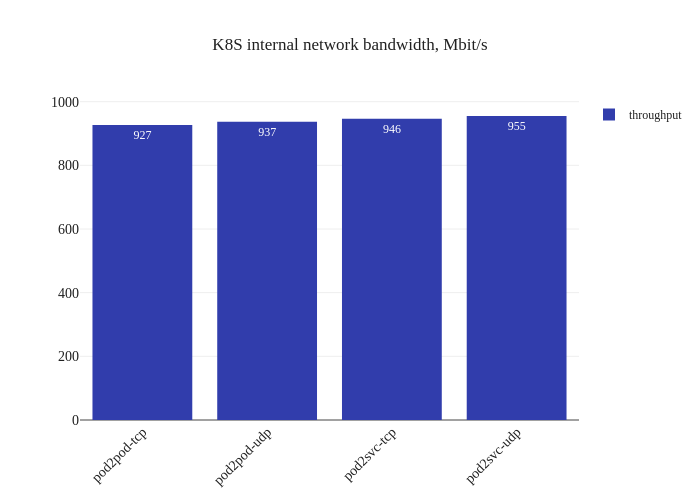 K8S internal network bandwidth, Mbit/s
1000
800
600
400
200
0
927
937
946
955
throughput
pod2pod-tcp
pod2pod-udp
pod2svc-tcp
pod2svc-udp